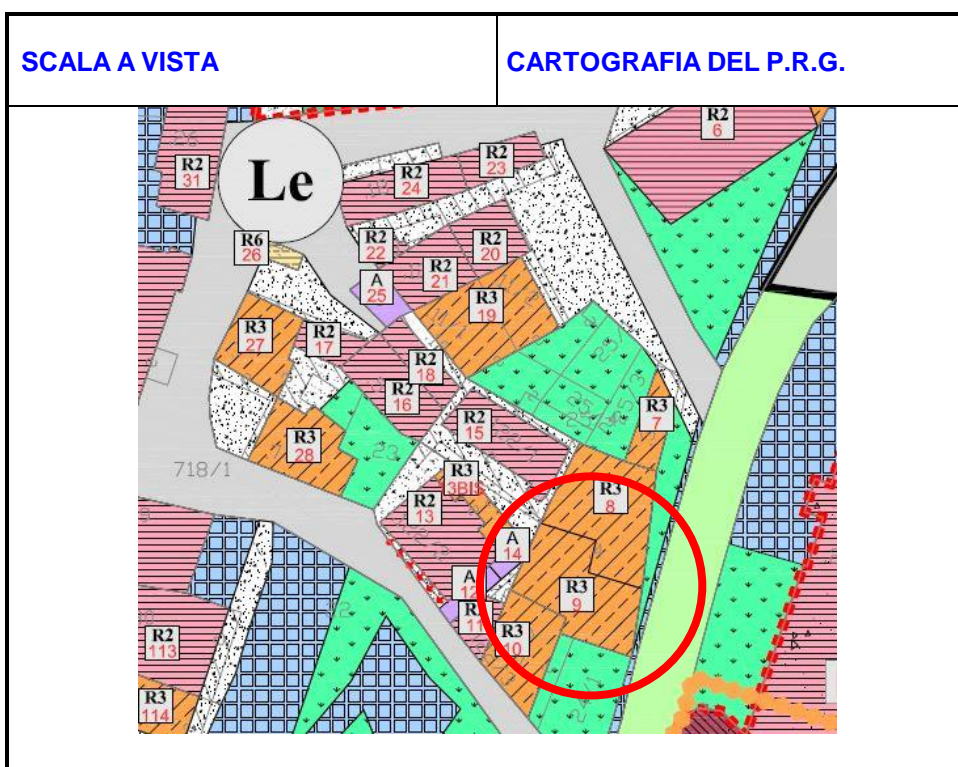 SCALA A VISTA
CARTOGRAFIA DEL P.R.G.
R2
6
R2
23
R2
31
R2
24
Le
R6
26
R2
22
R2
20
R2
21
A
25
R3
19
R3
27
R2
17
R2
18
R2
16
R3
7
R2
15
R3
28
23
718/1
R3
3BIS
R3
8
R2
13
A
14
A
12
R3
9
R3
10
11
R2
113
R3
114